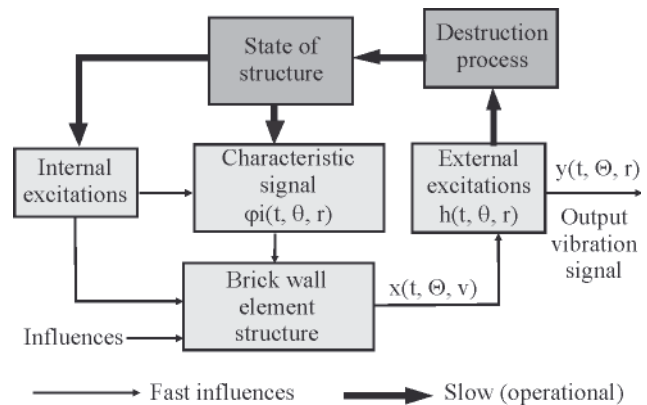 State of
structure
Destruction
process
Internal
excitations
Characteristic
signal
φi(t, θ, r)
External
excitations
h(t, θ, r)
y(t, Θ, r)
Output
vibration
signal
Brick wall
element
structure
x(t, Θ, v)
Influences
Fast influences
Slow (operational)